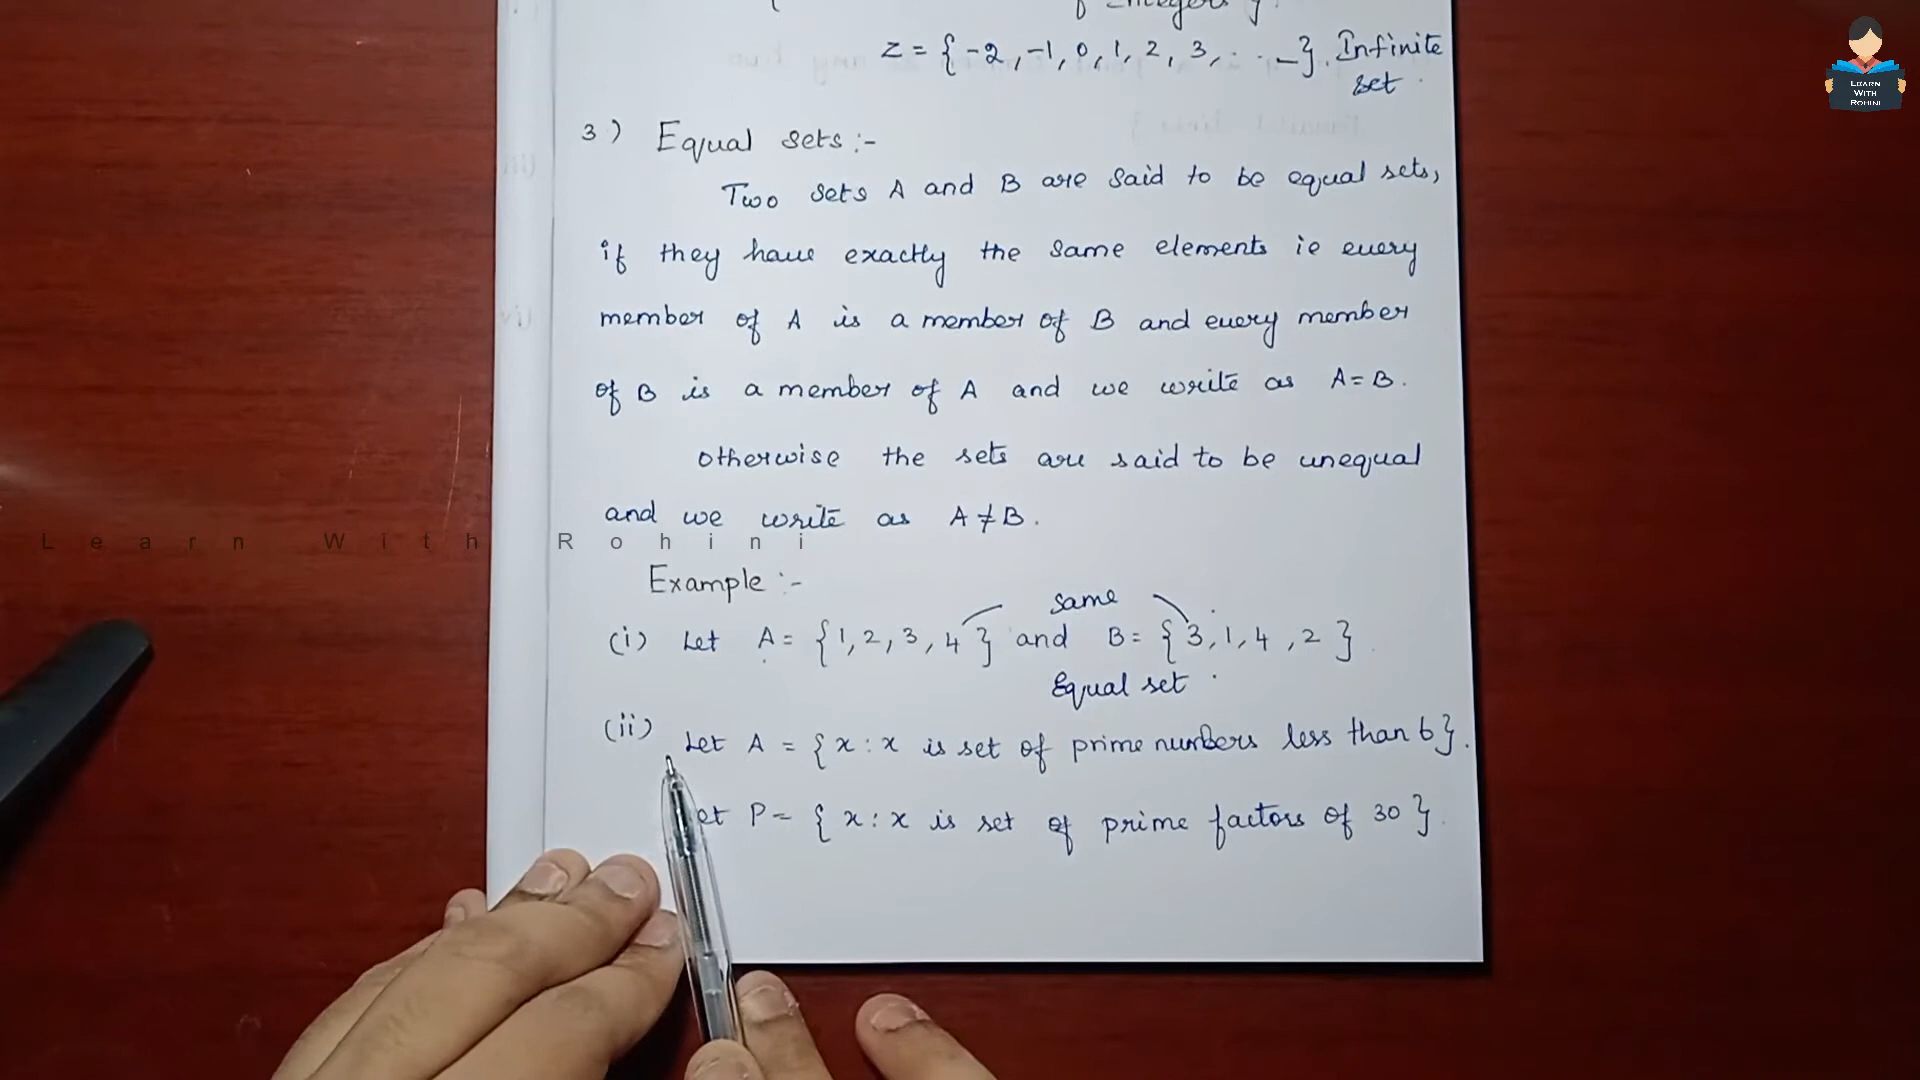 of Integers }.
Z = { -2, -1, 0, 1, 2, 3, . . _}. Infinite
set .
3) Equal sets :-
Two sets A and B are said to be equal sets,
if they have exactly the same elements ie every
member of A is a member of B and every member
of B is a member of A and we write as A = B.
otherwise the sets are said to be unequal
and we write as A ≠ B.
Learn With Rohini
Example :-
same
(i) Let A = {1, 2, 3, 4 } and B = { 3, 1, 4 , 2 }
Equal set .
(ii) Let A = { x : x is set of prime numbers less than 6}.
et P = { x : x is set of prime factors of 30 }.
LEARN
WITH
ROHINI